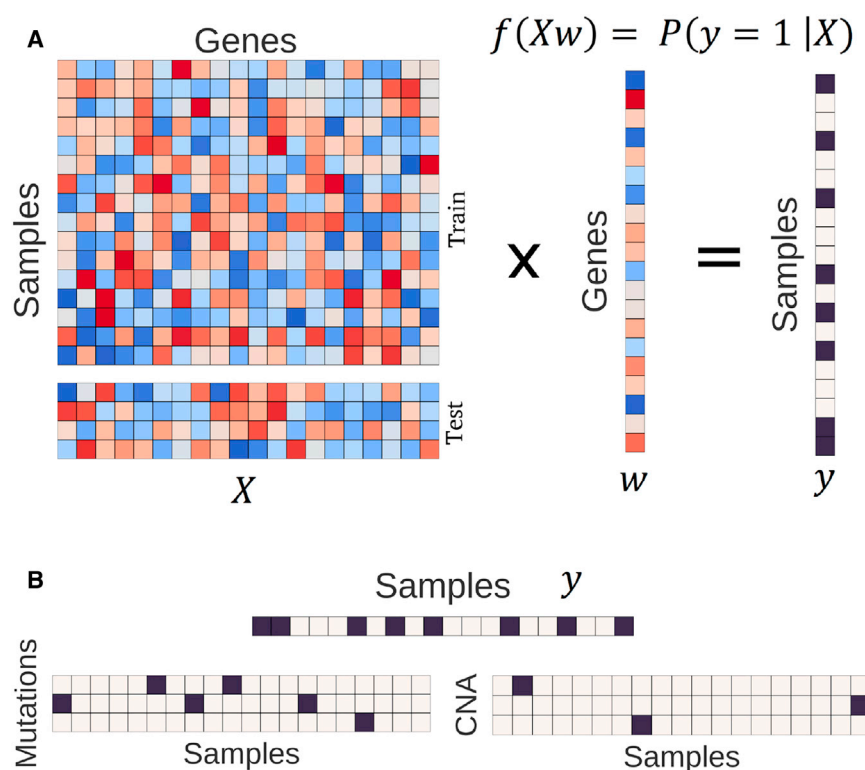 A
Genes
f(Xw) = P(y = 1 |X)
Samples
Train
Test
X
x
Genes
w
=
Samples
y
B
Samples y
Mutations
Samples
CNA
Samples